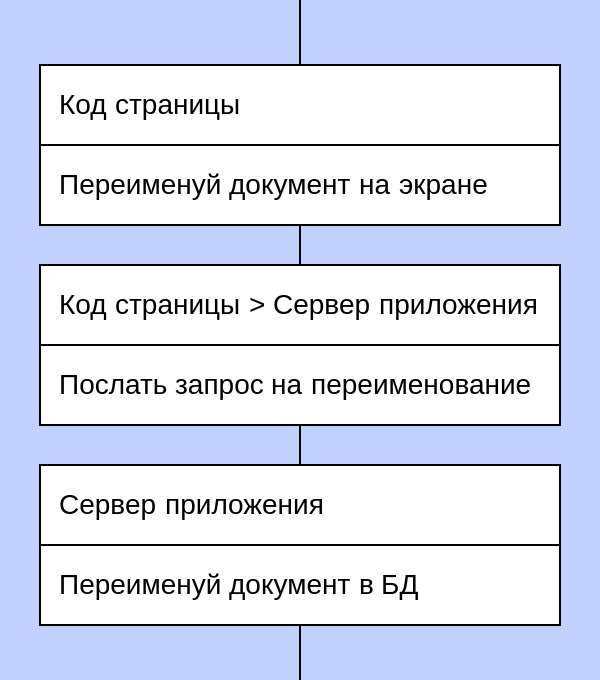 Код страницы
Переименуй документ на экране
Код страницы > Сервер приложения
Послать запрос на переименование
Сервер приложения
Переименуй документ в БД